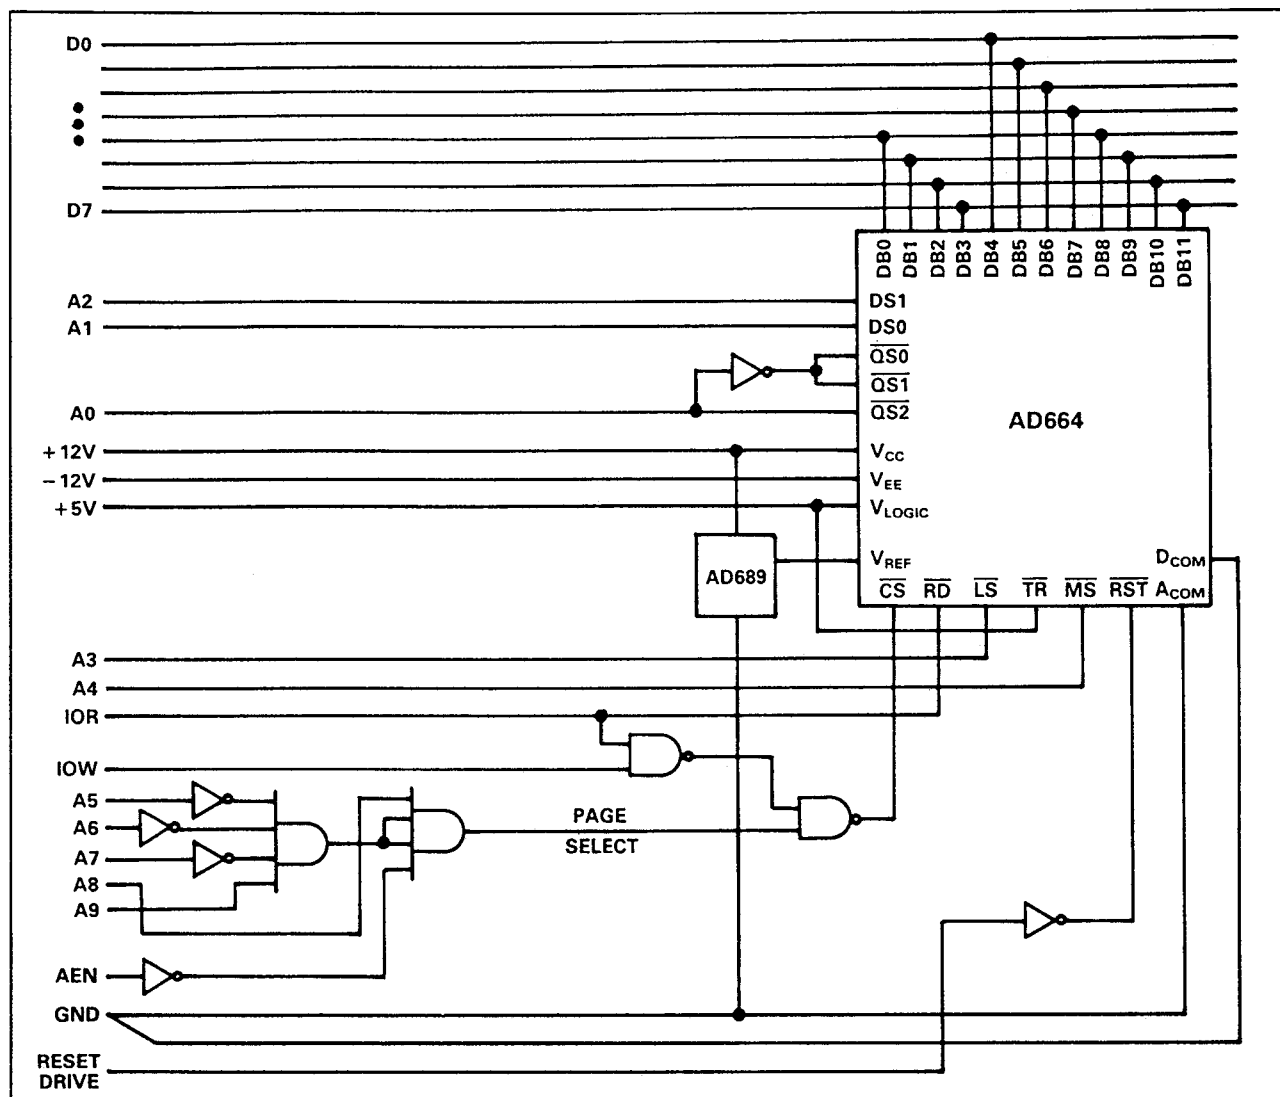 D0
D7
DB0
DB1
DB2
DB3
DB4
DB5
DB6
DB7
DB8
DB9
DB10
DB11
A2
DS1
A1
DS0
QS0
QS1
A0
QS2
AD664
+12V
VCC
−12V
VEE
+5V
VLOGIC
AD689
VREF
DCOM
CS
RD
LS
TR
MS
RST
ACOM
A3
A4
IOR
IOW
A5
A6
A7
A8
A9
PAGE
SELECT
AEN
GND
RESET
DRIVE